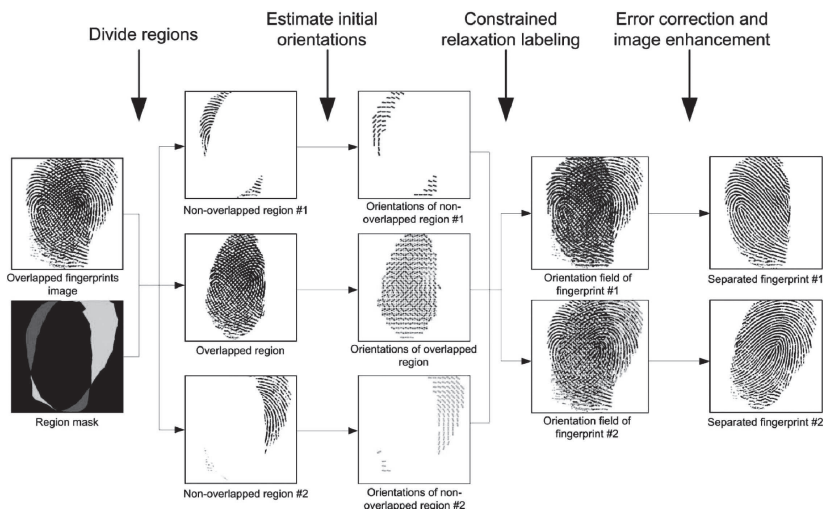 Divide regions
Estimate initial
orientations
Constrained
relaxation labeling
Error correction and
image enhancement
Overlapped fingerprints
image
Region mask
Non-overlapped region #1
Overlapped region
Non-overlapped region #2
Orientations of non-
overlapped region #1
Orientations of overlapped
region
Orientations of non-
overlapped region #2
Orientation field of
fingerprint #1
Orientation field of
fingerprint #2
Separated fingerprint #1
Separated fingerprint #2